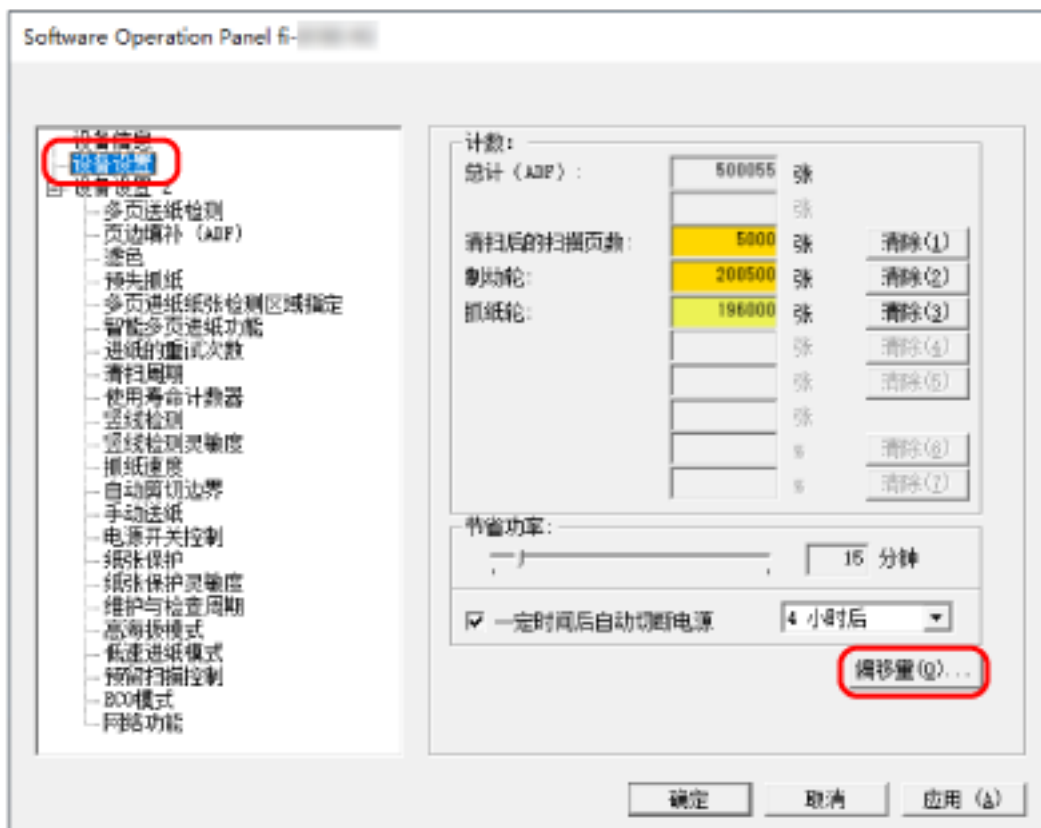 Software Operation Panel fi-
设备信息
设备设置
设备设置 2
多页送纸检测
页边填补 (ADF)
滤色
预先抓纸
多页进纸纸张检测区域指定
智能多页进纸功能
进纸的重试次数
清扫周期
使用寿命计数器
竖线检测
竖线检测灵敏度
抓纸速度
自动剪切边界
手动送纸
电源开关控制
纸张保护
纸张保护灵敏度
维护与检查周期
高海拔模式
低速进纸模式
预留扫描控制
ECO模式
网络功能
计数:
总计 (ADF) : 500055 张
张
清扫后的扫描页数: 5000 张 清除(1)
制动轮: 200500 张 清除(2)
抓纸轮: 196000 张 清除(3)
张 清除(4)
张 清除(5)
张
% 清除(6)
% 清除(7)
节省功率:
15 分钟
一定时间后自动切断电源 4 小时后
偏移量(O)...
确定 取消 应用 (A)